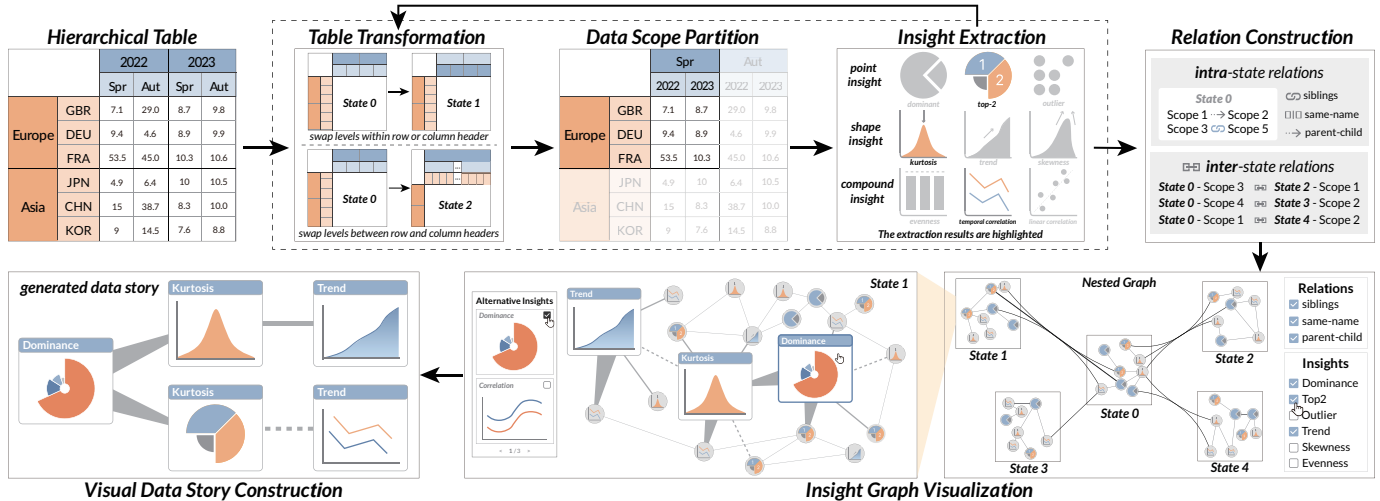 Hierarchical Table
2022 2023
Spr Aut Spr Aut
Europe
GBR 7.1 29.0 8.7 9.8
DEU 9.4 4.6 8.9 9.9
FRA 53.5 45.0 10.3 10.6
Asia
JPN 4.9 6.4 10 10.5
CHN 15 38.7 8.3 10.0
KOR 9 14.5 7.6 8.8
Table Transformation
State 0 State 1
swap levels within row or column header
State 0 State 2
swap levels between row and column headers
Data Scope Partition
Spr Aut
2022 2023 2022 2023
Europe
GBR 7.1 8.7 29.0 9.8
DEU 9.4 8.9 4.6 9.9
FRA 53.5 10.3 45.0 10.6
Asia
JPN 4.9 10 6.4 10.5
CHN 15 8.3 38.7 10.0
KOR 9 7.6 14.5 8.8
Insight Extraction
point
insight
1
2
dominant top-2 outlier
shape
insight
kurtosis trend skewness
compound
insight
evenness temporal correlation linear correlation
The extraction results are highlighted
Relation Construction
intra-state relations
State 0
Scope 1 Scope 2
Scope 3 Scope 5
siblings
same-name
parent-child
inter-state relations
State 0 - Scope 3 State 2 - Scope 1
State 0 - Scope 4 State 3 - Scope 2
State 0 - Scope 1 State 4 - Scope 2
generated data story
Dominance
Kurtosis
Trend
Kurtosis
Trend
Visual Data Story Construction
Alternative Insights
Dominance
Correlation
< 1 / 3 >
State 1
Trend
Kurtosis
Dominance
Nested Graph
State 1
State 2
State 0
State 3
State 4
Relations
siblings
same-name
parent-child
Insights
Dominance
Top2
Outlier
Trend
Skewness
Evenness
Insight Graph Visualization